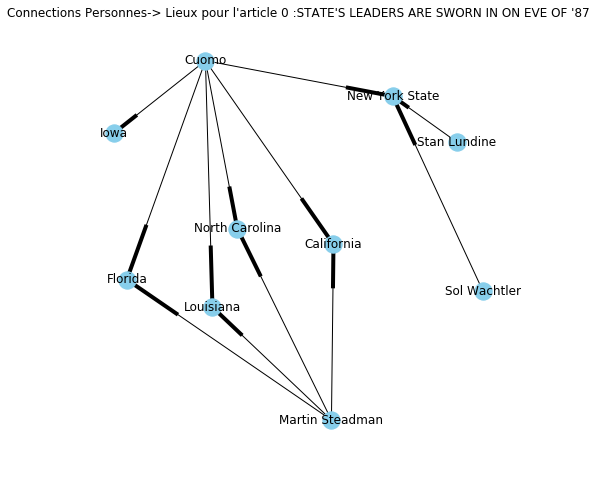 Connections Personnes-> Lieux pour l'article 0 :STATE'S LEADERS ARE SWORN IN ON EVE OF '87
Cuomo
New York State
Iowa
Stan Lundine
North Carolina
California
Florida
Sol Wachtler
Louisiana
Martin Steadman